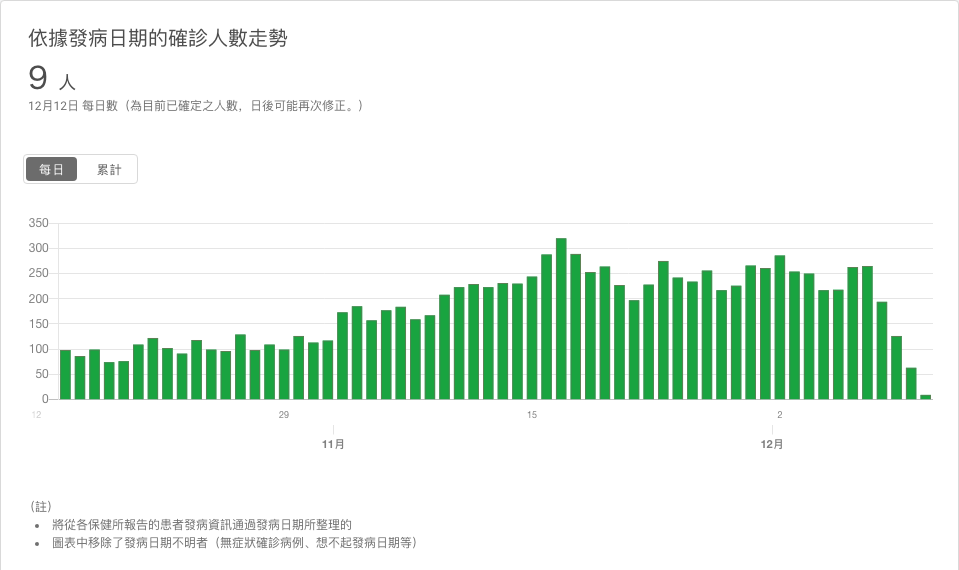 依據發病日期的確診人數走勢
9 人
12月12日 每日數（為目前已確定之人數，日後可能再次修正。）
每日 累計
350
300
250
200
150
100
50
0
12 29 15 2
11月 12月
（註）
• 將從各保健所報告的患者發病資訊通過發病日期所整理的
• 圖表中移除了發病日期不明者（無症狀確診病例、想不起發病日期等）